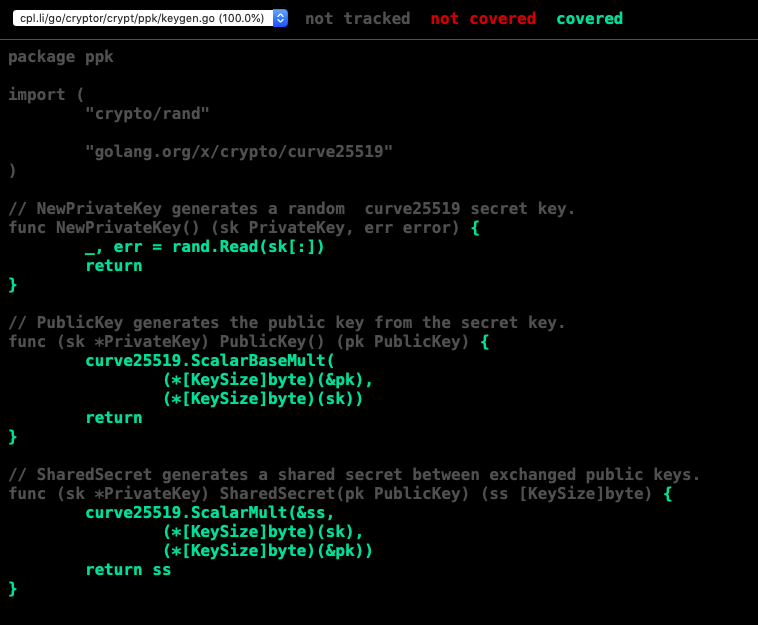 cpl.li/go/cryptor/crypt/ppk/keygen.go (100.0%) not tracked not covered covered
package ppk
import (
"crypto/rand"
"golang.org/x/crypto/curve25519"
)
// NewPrivateKey generates a random  curve25519 secret key.
func NewPrivateKey() (sk PrivateKey, err error) {
_, err = rand.Read(sk[:])
return
}
// PublicKey generates the public key from the secret key.
func (sk *PrivateKey) PublicKey() (pk PublicKey) {
curve25519.ScalarBaseMult(
(*[KeySize]byte)(&pk),
(*[KeySize]byte)(sk))
return
}
// SharedSecret generates a shared secret between exchanged public keys.
func (sk *PrivateKey) SharedSecret(pk PublicKey) (ss [KeySize]byte) {
curve25519.ScalarMult(&ss,
(*[KeySize]byte)(sk),
(*[KeySize]byte)(&pk))
return ss
}